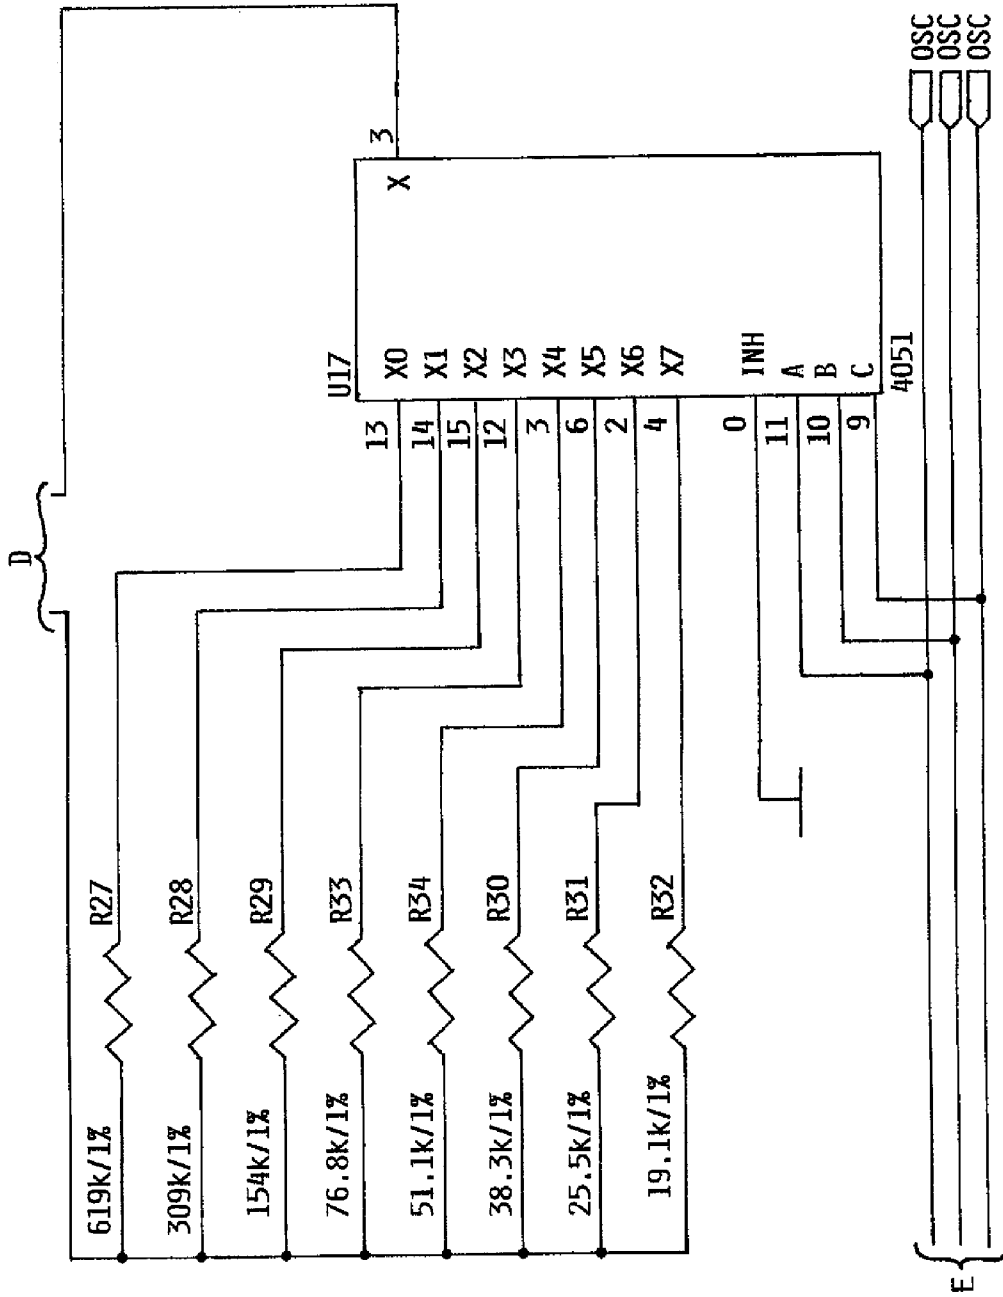 D
3
X
U17
13 X0
14 X1
15 X2
12 X3
3 X4
6 X5
2 X6
4 X7
0 INH
11 A
10 B
9 C
4051
R27
619k/1%
R28
309k/1%
R29
154k/1%
R33
76.8k/1%
R34
51.1k/1%
R30
38.3k/1%
R31
25.5k/1%
R32
19.1k/1%
OSC
OSC
OSC
E